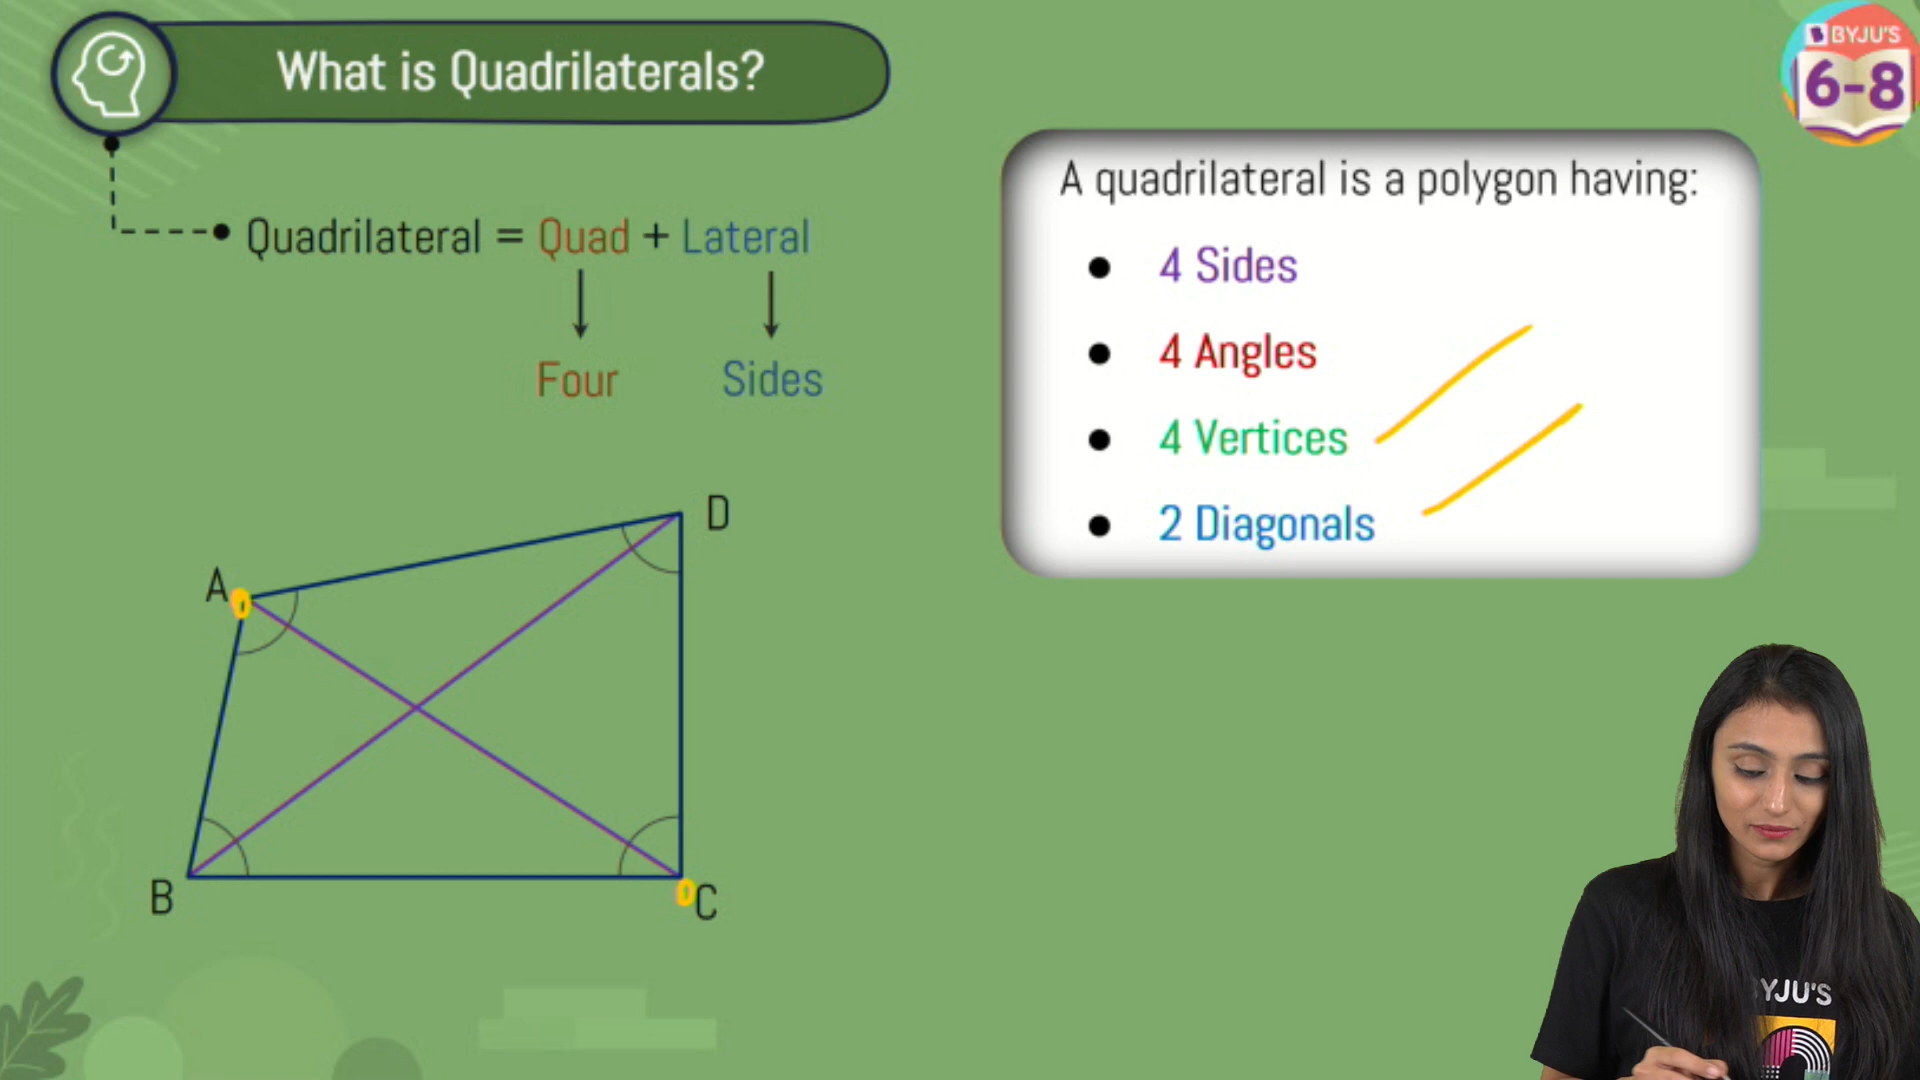 What is Quadrilaterals?
BYJU'S
6-8
A quadrilateral is a polygon having:
Quadrilateral = Quad + Lateral
Four Sides
• 4 Sides
• 4 Angles
• 4 Vertices
• 2 Diagonals
D
A
B
C
YJU'S